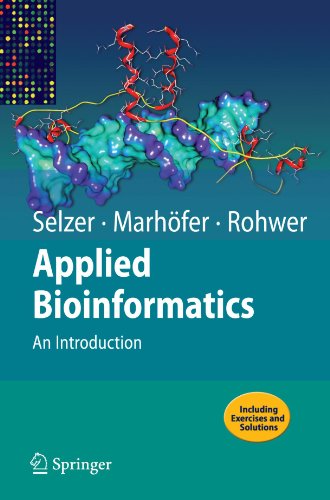 Selzer · Marhöfer · Rohwer
Applied
Bioinformatics
An Introduction
Including
Exercises and
Solutions
Springer